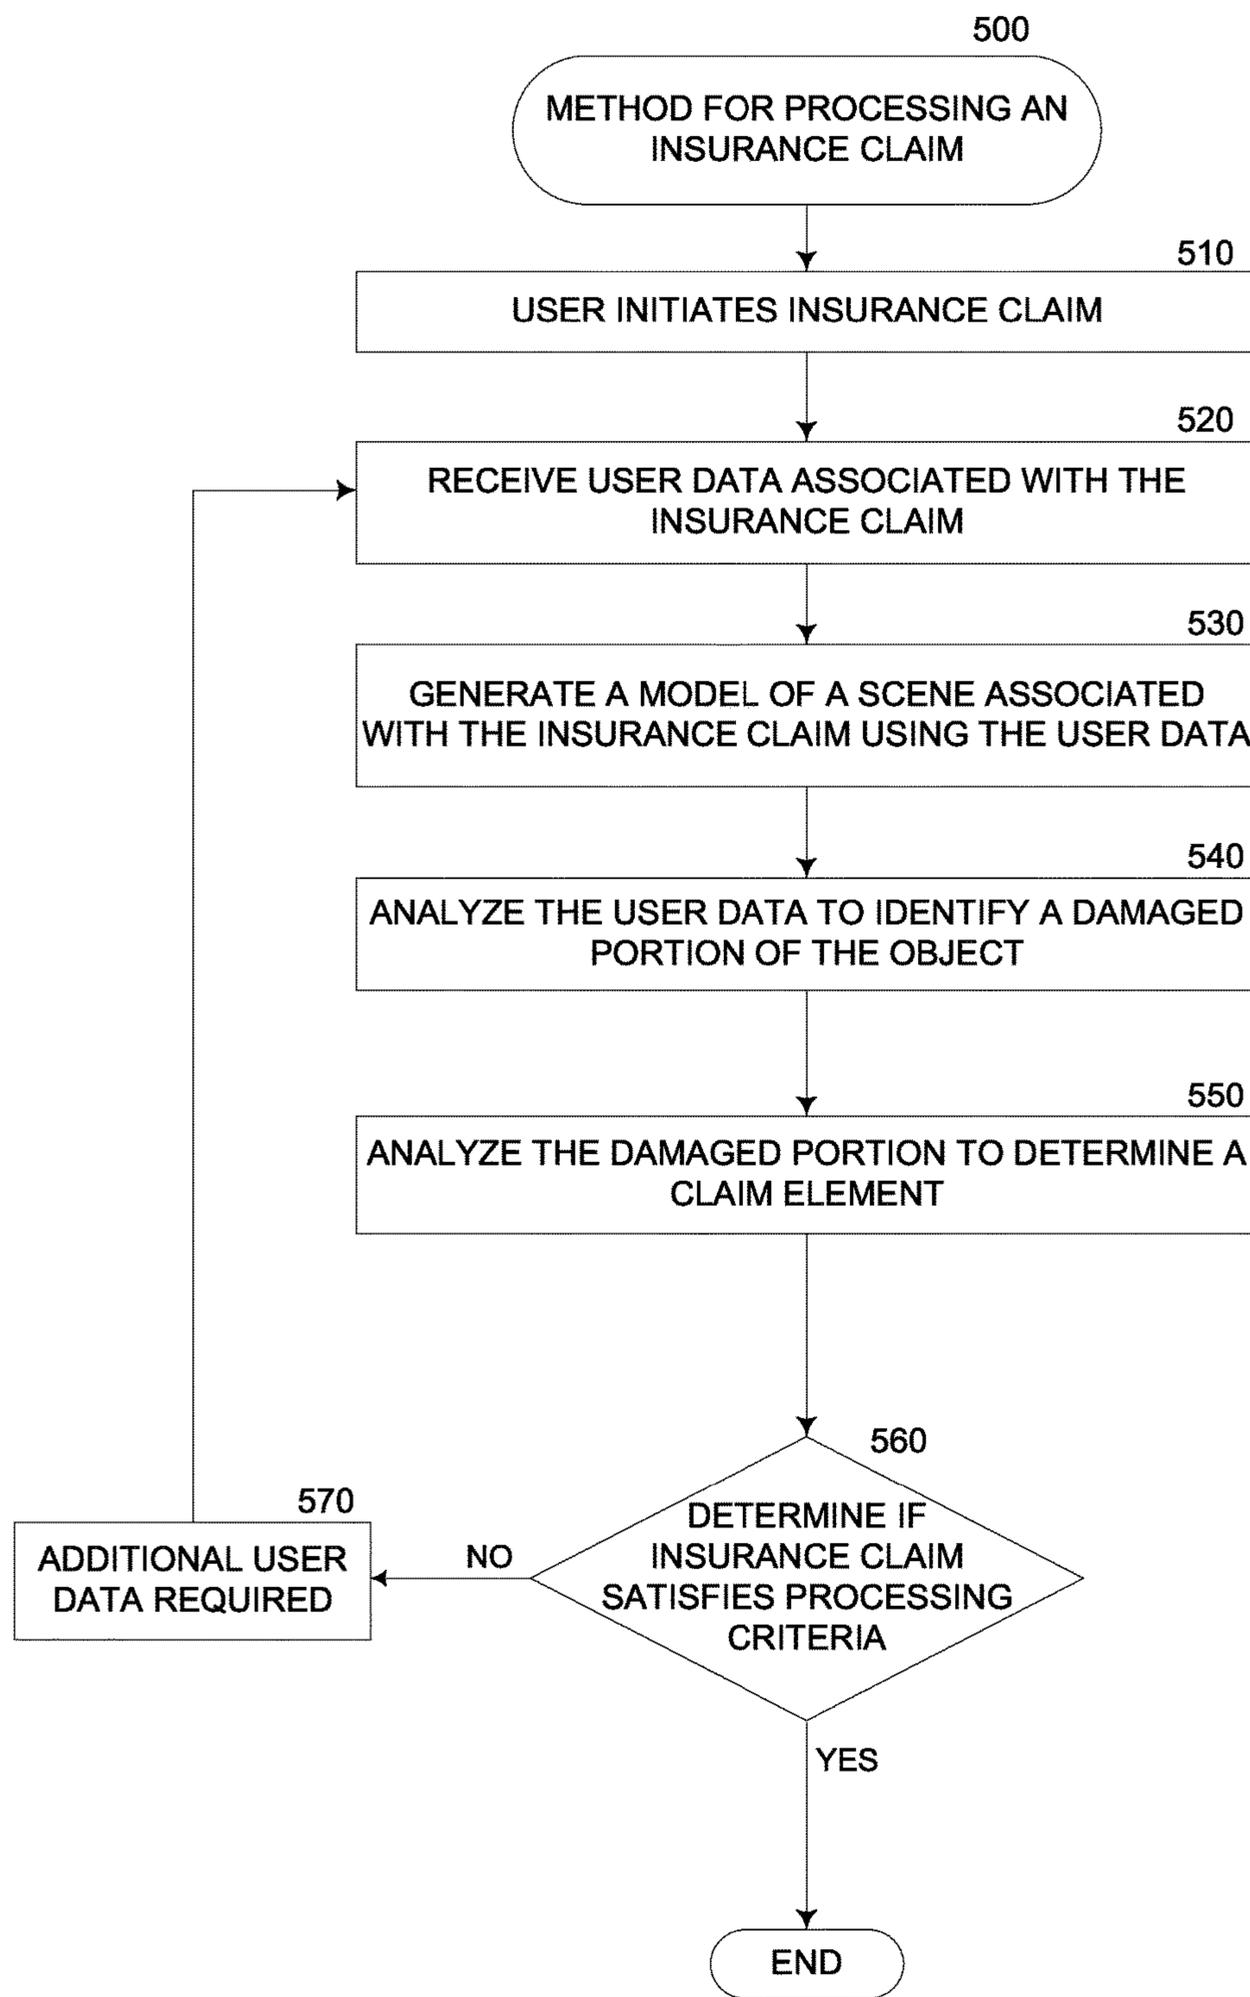 500
METHOD FOR PROCESSING AN
INSURANCE CLAIM
510
USER INITIATES INSURANCE CLAIM
520
RECEIVE USER DATA ASSOCIATED WITH THE
INSURANCE CLAIM
530
GENERATE A MODEL OF A SCENE ASSOCIATED
WITH THE INSURANCE CLAIM USING THE USER DATA
540
ANALYZE THE USER DATA TO IDENTIFY A DAMAGED
PORTION OF THE OBJECT
550
ANALYZE THE DAMAGED PORTION TO DETERMINE A
CLAIM ELEMENT
560
DETERMINE IF
INSURANCE CLAIM
SATISFIES PROCESSING
CRITERIA
NO
570
ADDITIONAL USER
DATA REQUIRED
YES
END